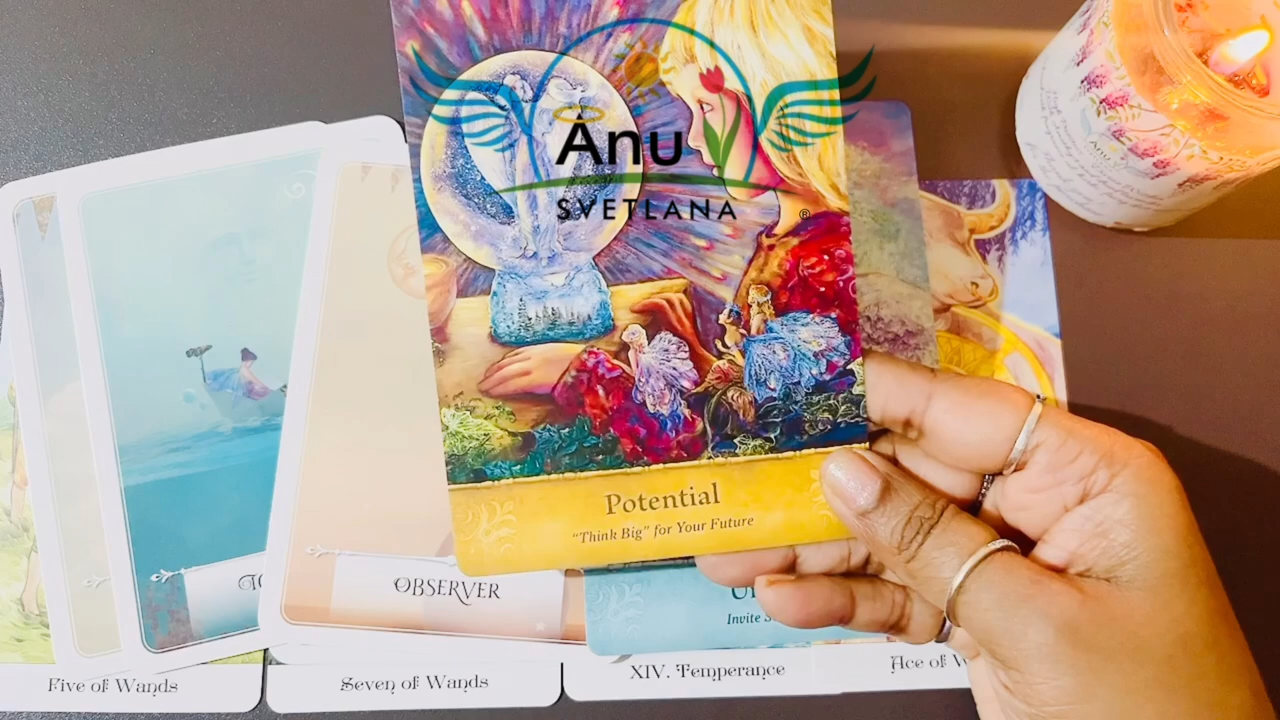 Anu
SVETLANA
®
Potential
"Think Big" for Your Future
OBSERVER
Invite
Five of Wands
Seven of Wands
XIV. Temperance
Ace of